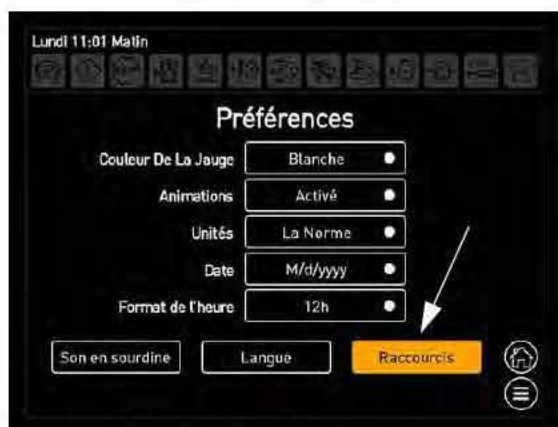 Lundi 11:01 Matin
Préférences
Couleur De La Jauge Blanche
Animations Activé
Unités La Norme
Date M/d/yyyy
Format de l'heure 12h
Son en sourdine Langue Raccourcis